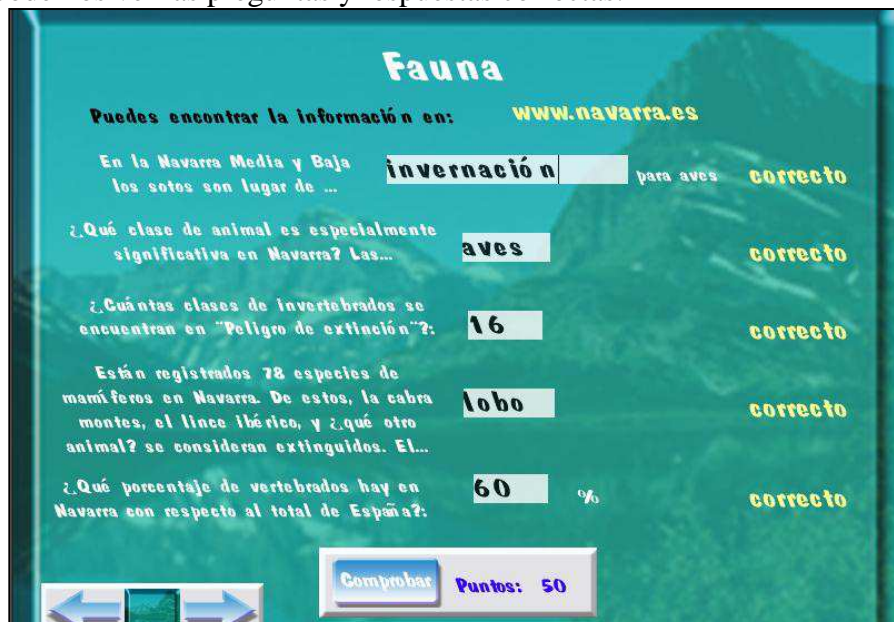 Fauna
Puedes encontrar la información en: www.navarra.es
En la Navarra Media y Baja
los sotos son lugar de ...
invernación para aves correcto
¿Qué clase de animal es especialmente
significativa en Navarra? Las...
aves correcto
¿Cuántas clases de invertebrados se
encuentran en "Peligro de extinción"?:
16 correcto
Están registrados 78 especies de
mamíferos en Navarra. De estos, la cabra
montes, el lince ibérico, y ¿qué otro
animal? se consideran extinguidos. El...
lobo correcto
¿Qué porcentaje de vertebrados hay en
Navarra con respecto al total de España?:
60 % correcto
Comprobar Puntos: 50